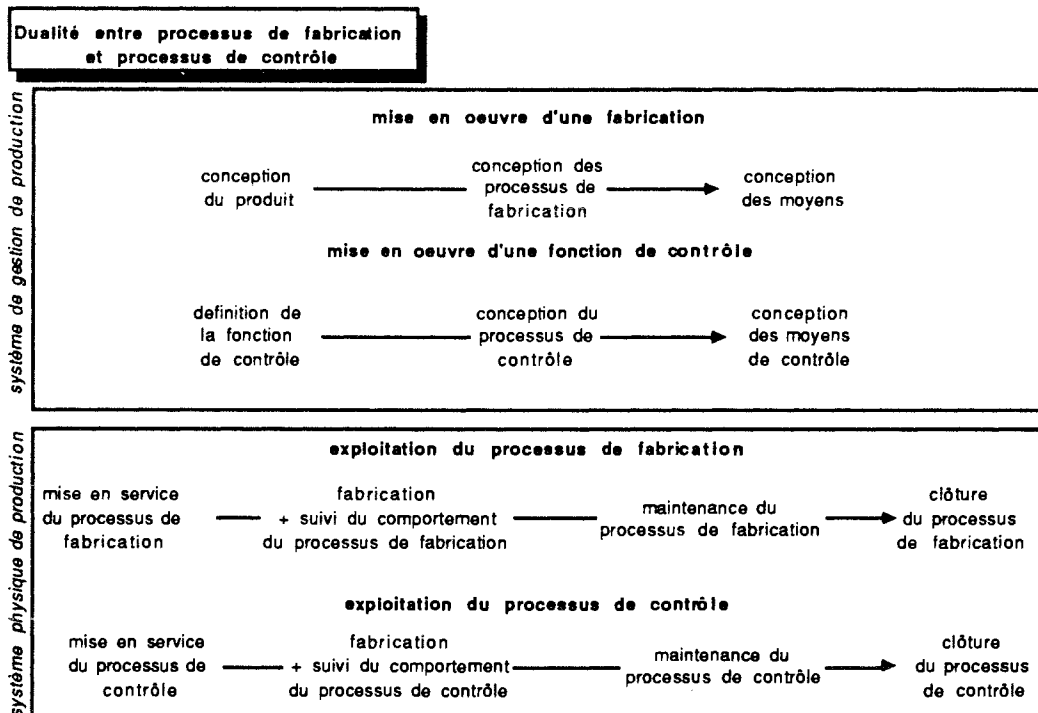 Dualité entre processus de fabrication
et processus de contrôle
système de gestion de production
mise en oeuvre d'une fabrication
conception
du produit
conception des
processus de
fabrication
conception
des moyens
mise en oeuvre d'une fonction de contrôle
definition de
la fonction
de contrôle
conception du
processus de
contrôle
conception
des moyens
de contrôle
système physique de production
exploitation du processus de fabrication
mise en service
du processus de
fabrication
fabrication
+ suivi du comportement
du processus de fabrication
maintenance du
processus de fabrication
clôture
du processus
de fabrication
exploitation du processus de contrôle
mise en service
du processus de
contrôle
fabrication
+ suivi du comportement
du processus de contrôle
maintenance du
processus de contrôle
clôture
du processus
de contrôle